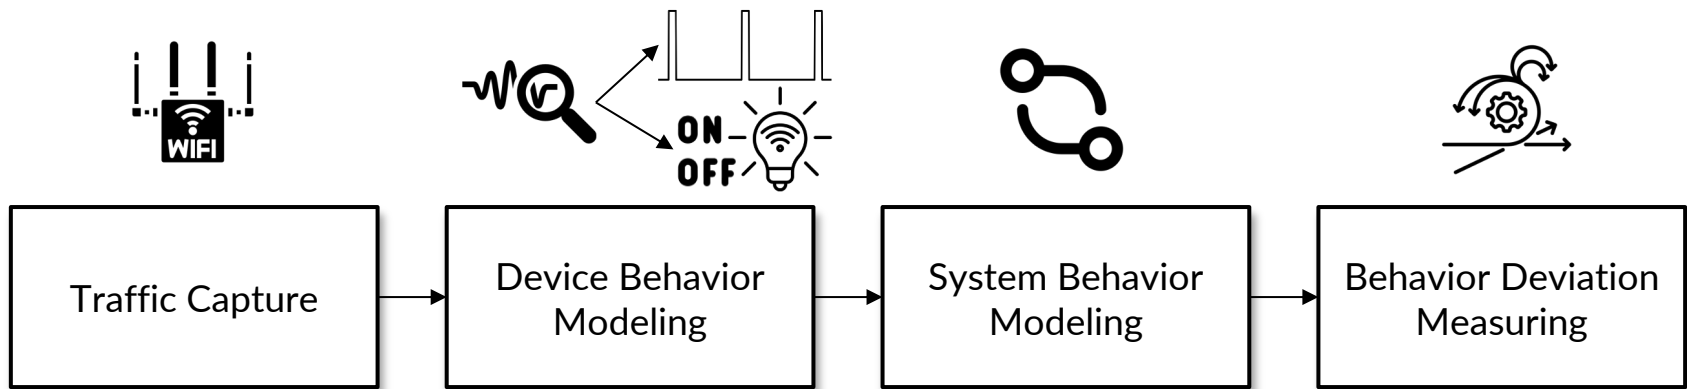 WIFI
ON
OFF
Traffic Capture
Device Behavior
Modeling
System Behavior
Modeling
Behavior Deviation
Measuring